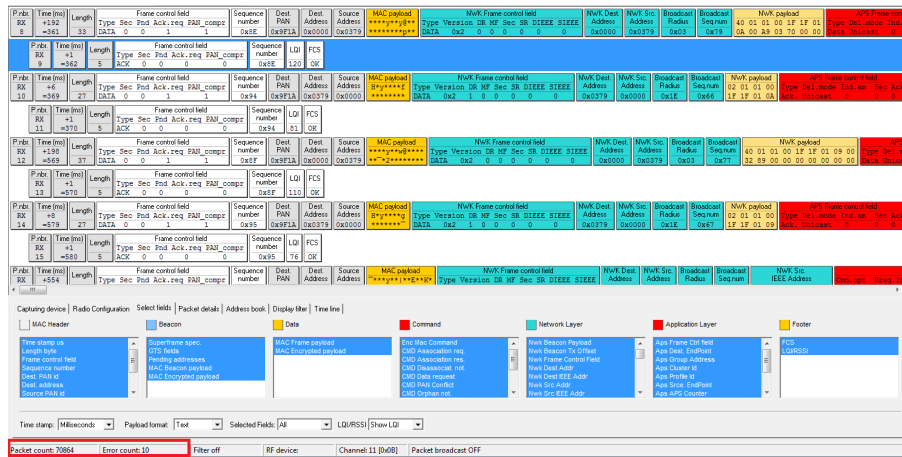 P.nbr. Time (ms) Length Frame control field Sequence Dest. Dest. Source MAC payload NWK Frame control field NWK Dest. NWK Src. Broadcast Broadcast NWK payload APS Frame con
RX +192 Type Sec Pnd Ack.req PAN_compr number PAN Address Address Type Version DR MF Sec SR DIEEE SIEEE Address Address Radius Seq.num 40 01 01 00 1F 1F 01 Type Del.mode Ind
8 =361 33 DATA 0 0 1 1 0x8E 0x9F1A 0x0000 0x0379 DATA 0x2 0 0 0 0 0 0 0x0000 0x0379 0x03 0x79 0A 00 A9 03 70 00 00 Data Unicast 0
P.nbr. Time (ms) Length Frame control field Sequence LQI FCS
RX +1 Type Sec Pnd Ack.req PAN_compr number
9 =362 5 ACK 0 0 0 0 0x8E 120 OK
P.nbr. Time (ms) Length Frame control field Sequence Dest. Dest. Source MAC payload NWK Frame control field NWK Dest. NWK Src. Broadcast Broadcast NWK payload APS Frame control field
RX +6 Type Sec Pnd Ack.req PAN_compr number PAN Address Address H*y****f Type Version DR MF Sec SR DIEEE SIEEE Address Address Radius Seq.num 02 01 01 00 Type Del.mode Ind.am Sec Ack
10 =369 27 DATA 0 0 1 1 0x94 0x9F1A 0x0379 0x0000 ******** DATA 0x2 1 0 0 0 0 0 0x0379 0x0000 0x1E 0x66 1F 1F 01 0A Ack. Unicast 0 0
P.nbr. Time (ms) Length Frame control field Sequence LQI FCS
RX +1 Type Sec Pnd Ack.req PAN_compr number
11 =370 5 ACK 0 0 0 0 0x94 81 OK
P.nbr. Time (ms) Length Frame control field Sequence Dest. Dest. Source MAC payload NWK Frame control field NWK Dest. NWK Src. Broadcast Broadcast NWK payload APS
RX +198 Type Sec Pnd Ack.req PAN_compr number PAN Address Address Type Version DR MF Sec SR DIEEE SIEEE Address Address Radius Seq.num 40 01 01 00 1F 1F 01 09 00 Type Del.
12 =569 37 DATA 0 0 1 1 0x8F 0x9F1A 0x0000 0x0379 DATA 0x2 0 0 0 0 0 0 0x0000 0x0379 0x03 0x77 32 89 00 00 00 00 00 00 Data Unic
P.nbr. Time (ms) Length Frame control field Sequence LQI FCS
RX +1 Type Sec Pnd Ack.req PAN_compr number
13 =570 5 ACK 0 0 0 0 0x8F 110 OK
P.nbr. Time (ms) Length Frame control field Sequence Dest. Dest. Source MAC payload NWK Frame control field NWK Dest. NWK Src. Broadcast Broadcast NWK payload APS Frame control field
RX +8 Type Sec Pnd Ack.req PAN_compr number PAN Address Address H*y****g Type Version DR MF Sec SR DIEEE SIEEE Address Address Radius Seq.num 02 01 01 00 Type Del.mode Ind.am Sec Ack
14 =579 27 DATA 0 0 1 1 0x95 0x9F1A 0x0379 0x0000 DATA 0x2 1 0 0 0 0 0 0x0379 0x0000 0x1E 0x67 1F 1F 01 09 Ack. Unicast 0 0
P.nbr. Time (ms) Length Frame control field Sequence LQI FCS
RX +1 Type Sec Pnd Ack.req PAN_compr number
15 =580 5 ACK 0 0 0 0 0x95 76 OK
P.nbr. Time (ms) Length Frame control field Sequence Dest. Dest. Source MAC payload NWK Frame control field NWK Dest. NWK Src. Broadcast Broadcast NWK Src.
RX +554 Type Sec Pnd Ack.req PAN_compr number PAN Address Address Type Version DR MF Sec SR DIEEE SIEEE Address Address Radius Seq.num IEEE Address Cmd.opt
Capturing device Radio Configuration Select fields Packet details Address book Display filter Time line
MAC Header Beacon Data Command Network Layer Application Layer Footer
Time stamp us Superframe spec. MAC Frame payload Enc Mac Command Nwk Beacon Payload Aps Frame Ctrl field FCS
Length byte GTS fields MAC Encrypted payload CMD Association req. Nwk Beacon Tx Offset Aps Dest. EndPoint LQI/RSSI
Frame control field Pending addresses CMD Association res. Nwk Frame Control Field Aps Group Address
Sequence number MAC Beacon payload CMD Disassociat. not. Nwk Dest Addr Aps Cluster Id
Dest. PAN id MAC Encrypted payload CMD Data request Nwk Dest IEEE Addr Aps Profile Id
Dest. address CMD PAN Conflict Nwk Src Addr Aps Srce. EndPoint
Source PAN id CMD Orphan not. Nwk Src IEEE Addr Aps APS Counter
Time stamp: Milliseconds Payload format: Text Selected Fields: All LQI/RSSI Show LQI
Packet count: 70864 Error count: 10 Filter off RF device: Channel: 11 [0x0B] Packet broadcast OFF